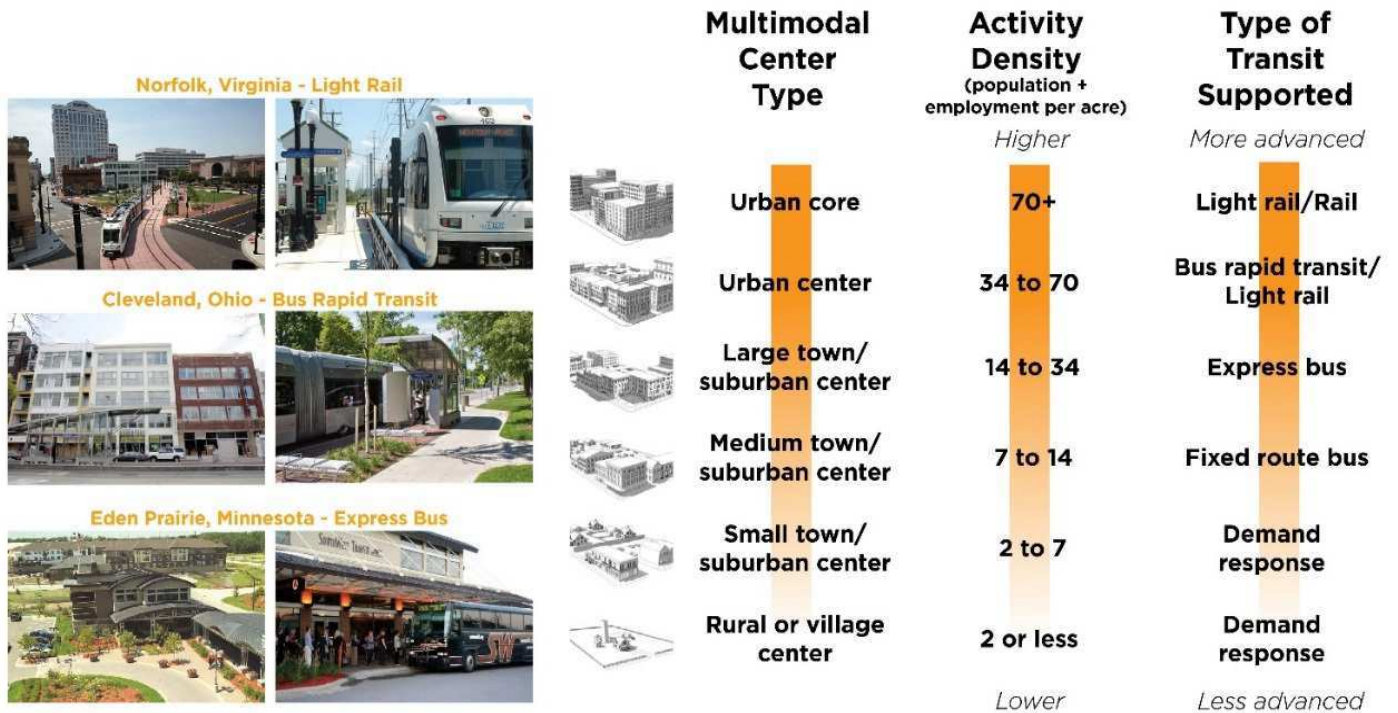 Norfolk, Virginia - Light Rail
Cleveland, Ohio - Bus Rapid Transit
Eden Prairie, Minnesota - Express Bus
SW
Multimodal
Center
Type
Activity
Density
(population +
employment per acre)
Higher
Type of
Transit
Supported
More advanced
Urban core
70+
Light rail/Rail
Urban center
34 to 70
Bus rapid transit/
Light rail
Large town/
suburban center
14 to 34
Express bus
Medium town/
suburban center
7 to 14
Fixed route bus
Small town/
suburban center
2 to 7
Demand
response
Rural or village
center
2 or less
Demand
response
Lower
Less advanced